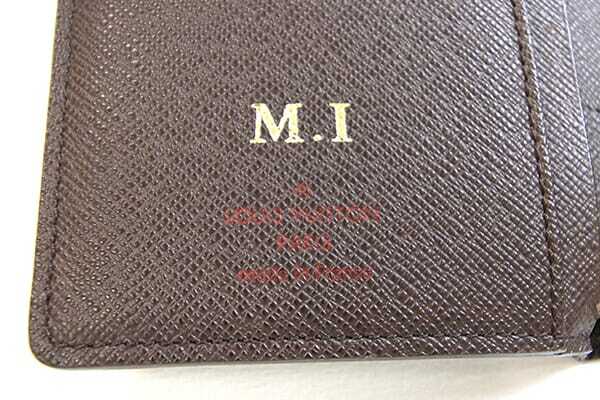 M.I
®
LOUIS VUITTON
PARIS
made in France